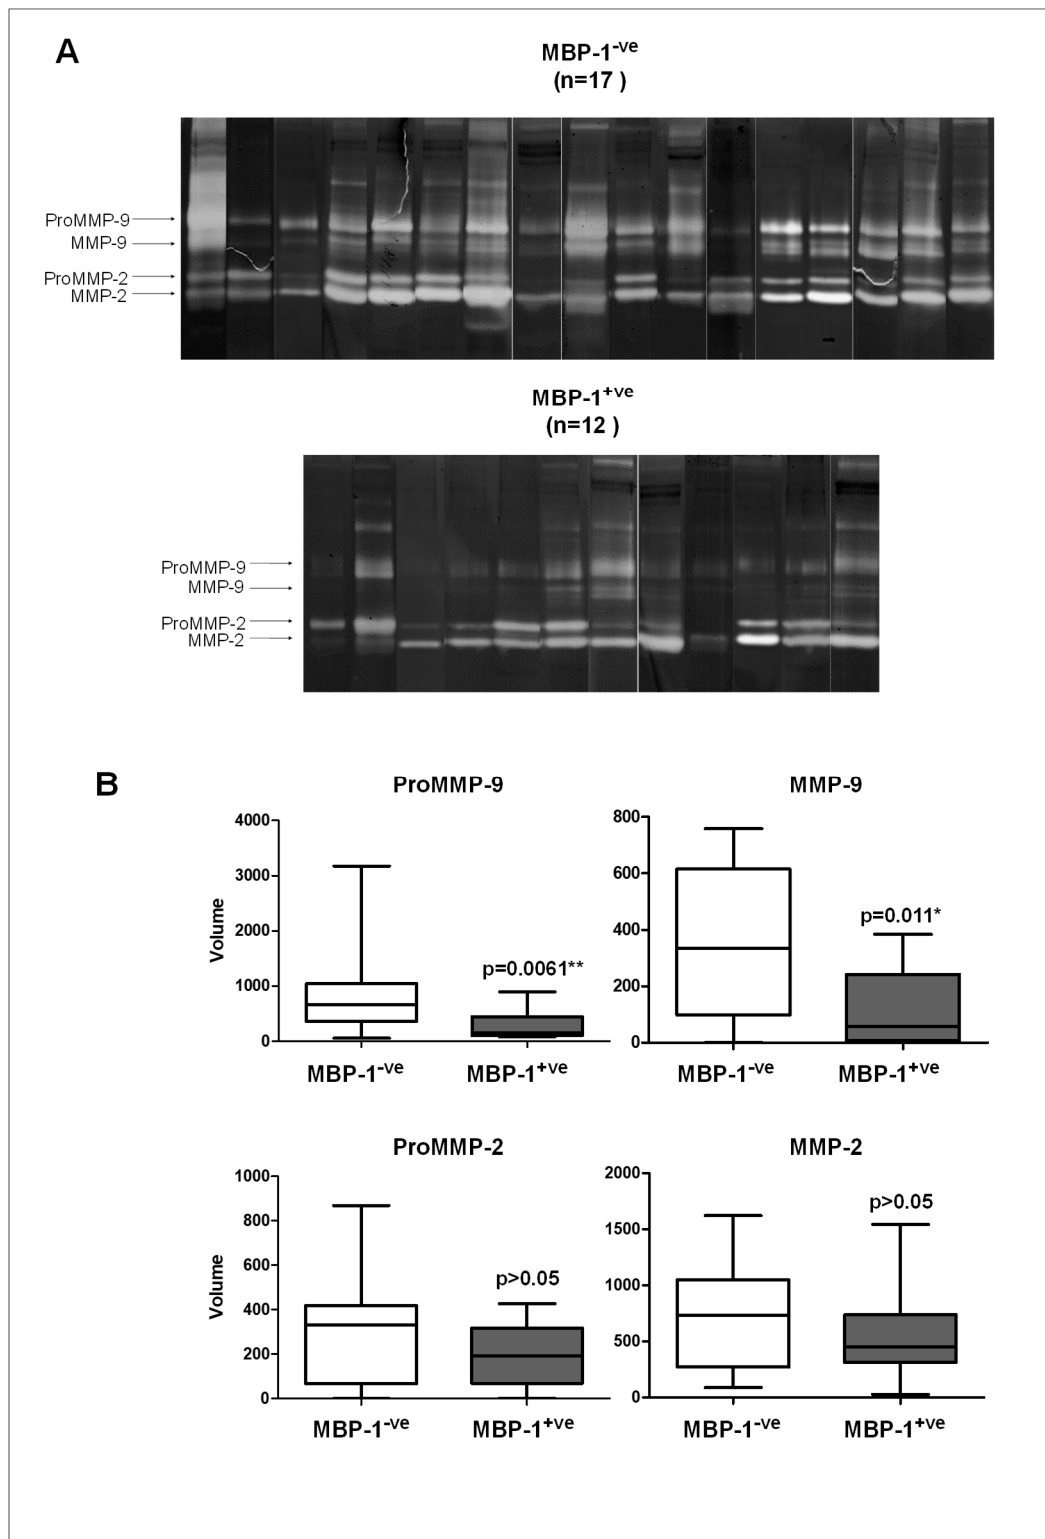 A
MBP-1-ve
(n=17 )
ProMMP-9
MMP-9
ProMMP-2
MMP-2
MBP-1+ve
(n=12 )
ProMMP-9
MMP-9
ProMMP-2
MMP-2
B
ProMMP-9
4000
3000
2000
1000
0
Volume
p=0.0061**
MBP-1-ve
MBP-1+ve
MMP-9
800
600
400
200
0
p=0.011*
MBP-1-ve
MBP-1+ve
ProMMP-2
1000
800
600
400
200
0
Volume
p>0.05
MBP-1-ve
MBP-1+ve
MMP-2
2000
1500
1000
500
0
p>0.05
MBP-1-ve
MBP-1+ve